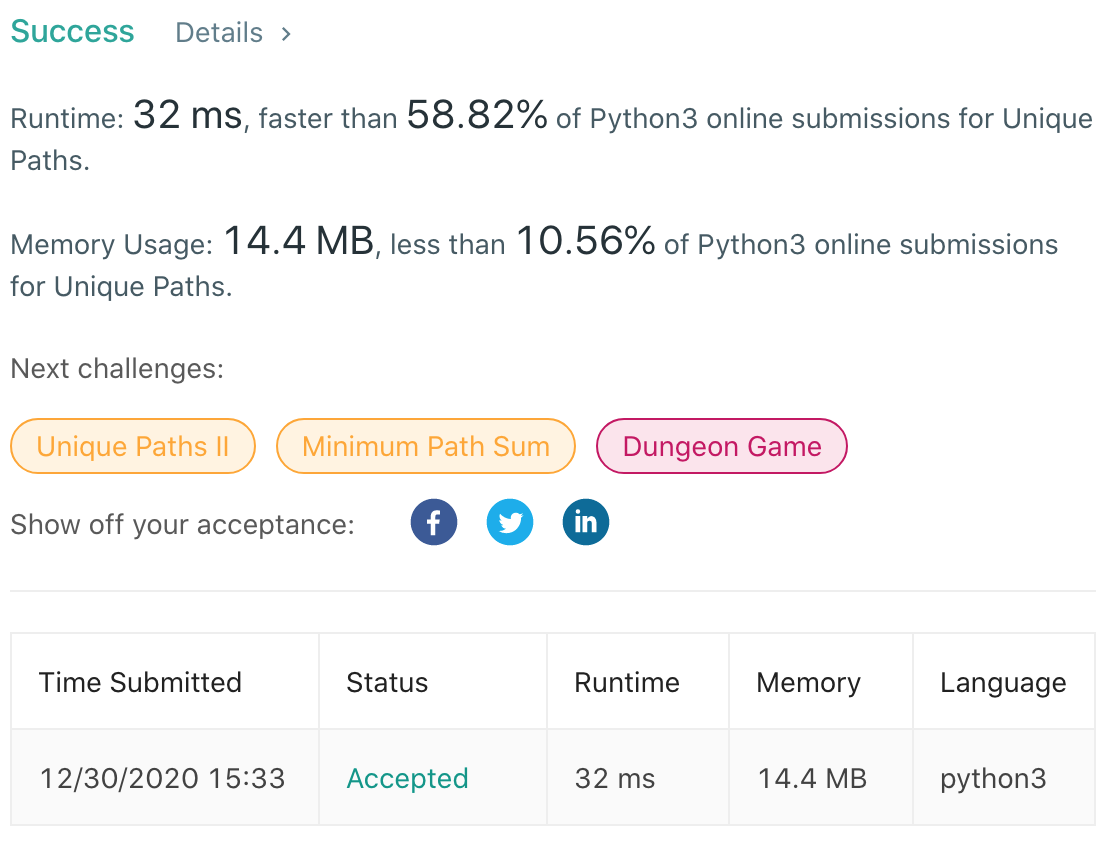 Success Details >
Runtime: 32 ms, faster than 58.82% of Python3 online submissions for Unique
Paths.
Memory Usage: 14.4 MB, less than 10.56% of Python3 online submissions
for Unique Paths.
Next challenges:
Unique Paths II Minimum Path Sum Dungeon Game
Show off your acceptance: f in
Time Submitted Status Runtime Memory Language
12/30/2020 15:33 Accepted 32 ms 14.4 MB python3